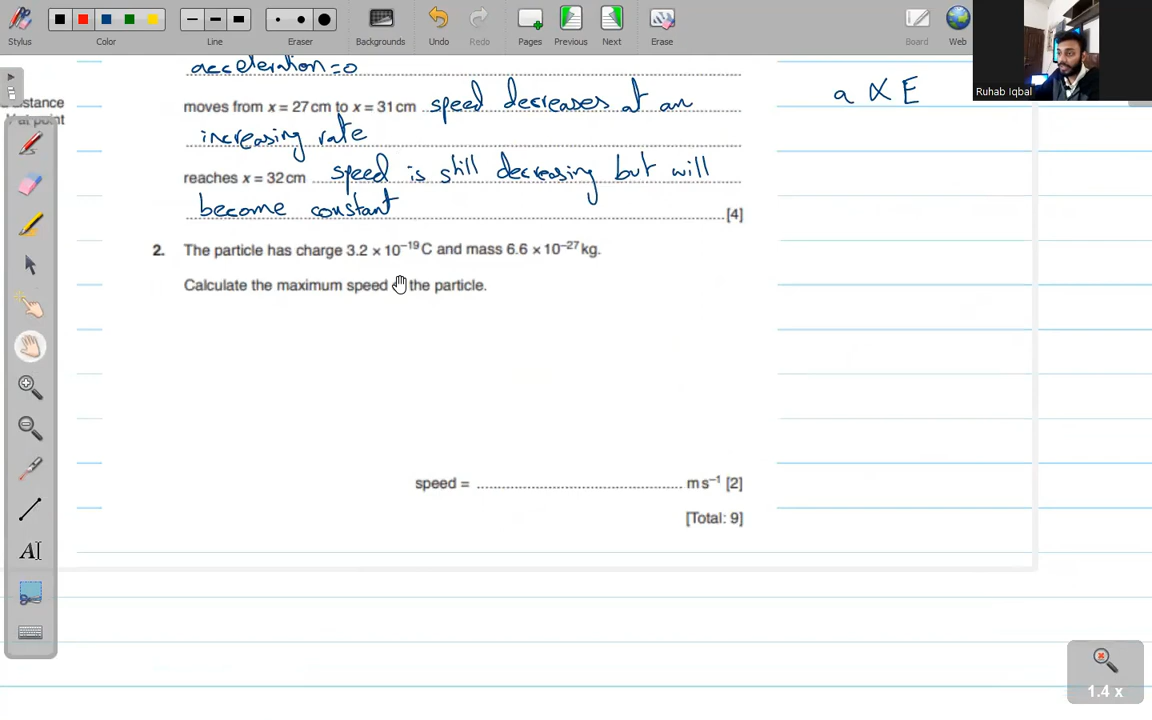 Stylus
Color
Line
Eraser
Backgrounds
Undo
Redo
Pages
Previous
Next
Erase
Board
Web
Ruhab Iqbal
acceleration=0
distance
at point
moves from x = 27 cm to x = 31 cm speed decreases at an
increasing rate
a ∝ E
reaches x = 32 cm speed is still decreasing but will
become constant [4]
2. The particle has charge 3.2 × 10⁻¹⁹ C and mass 6.6 × 10⁻²⁷ kg.
Calculate the maximum speed the particle.
speed = ........................................ m s⁻¹ [2]
[Total: 9]
A
1.4 x